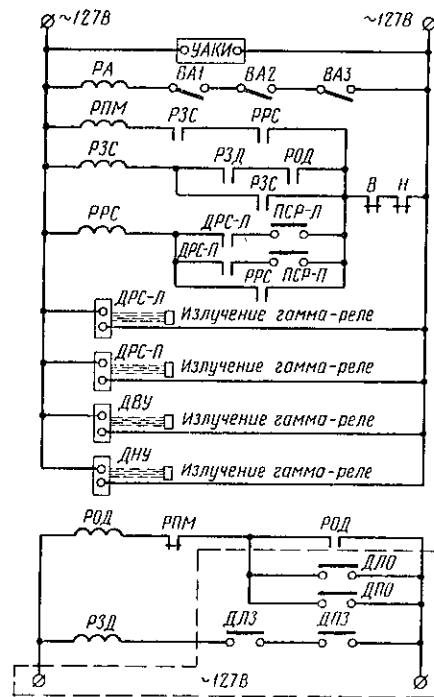 ~127В ~127В
УАКИ
РА ВА1 ВА2 ВА3
РПМ РЗС РРС
РЗС РЗД РОД
РЗС В Н
РРС ДРС-Л ПСР-Л
ДРС-П ПСР-П
РРС
ДРС-Л Излучение гамма-реле
ДРС-П Излучение гамма-реле
ДВУ Излучение гамма-реле
ДНУ Излучение гамма-реле
РОД РПМ РОД
ДЛО
ДПО
РЗД ДЛЗ ДПЗ
~127В